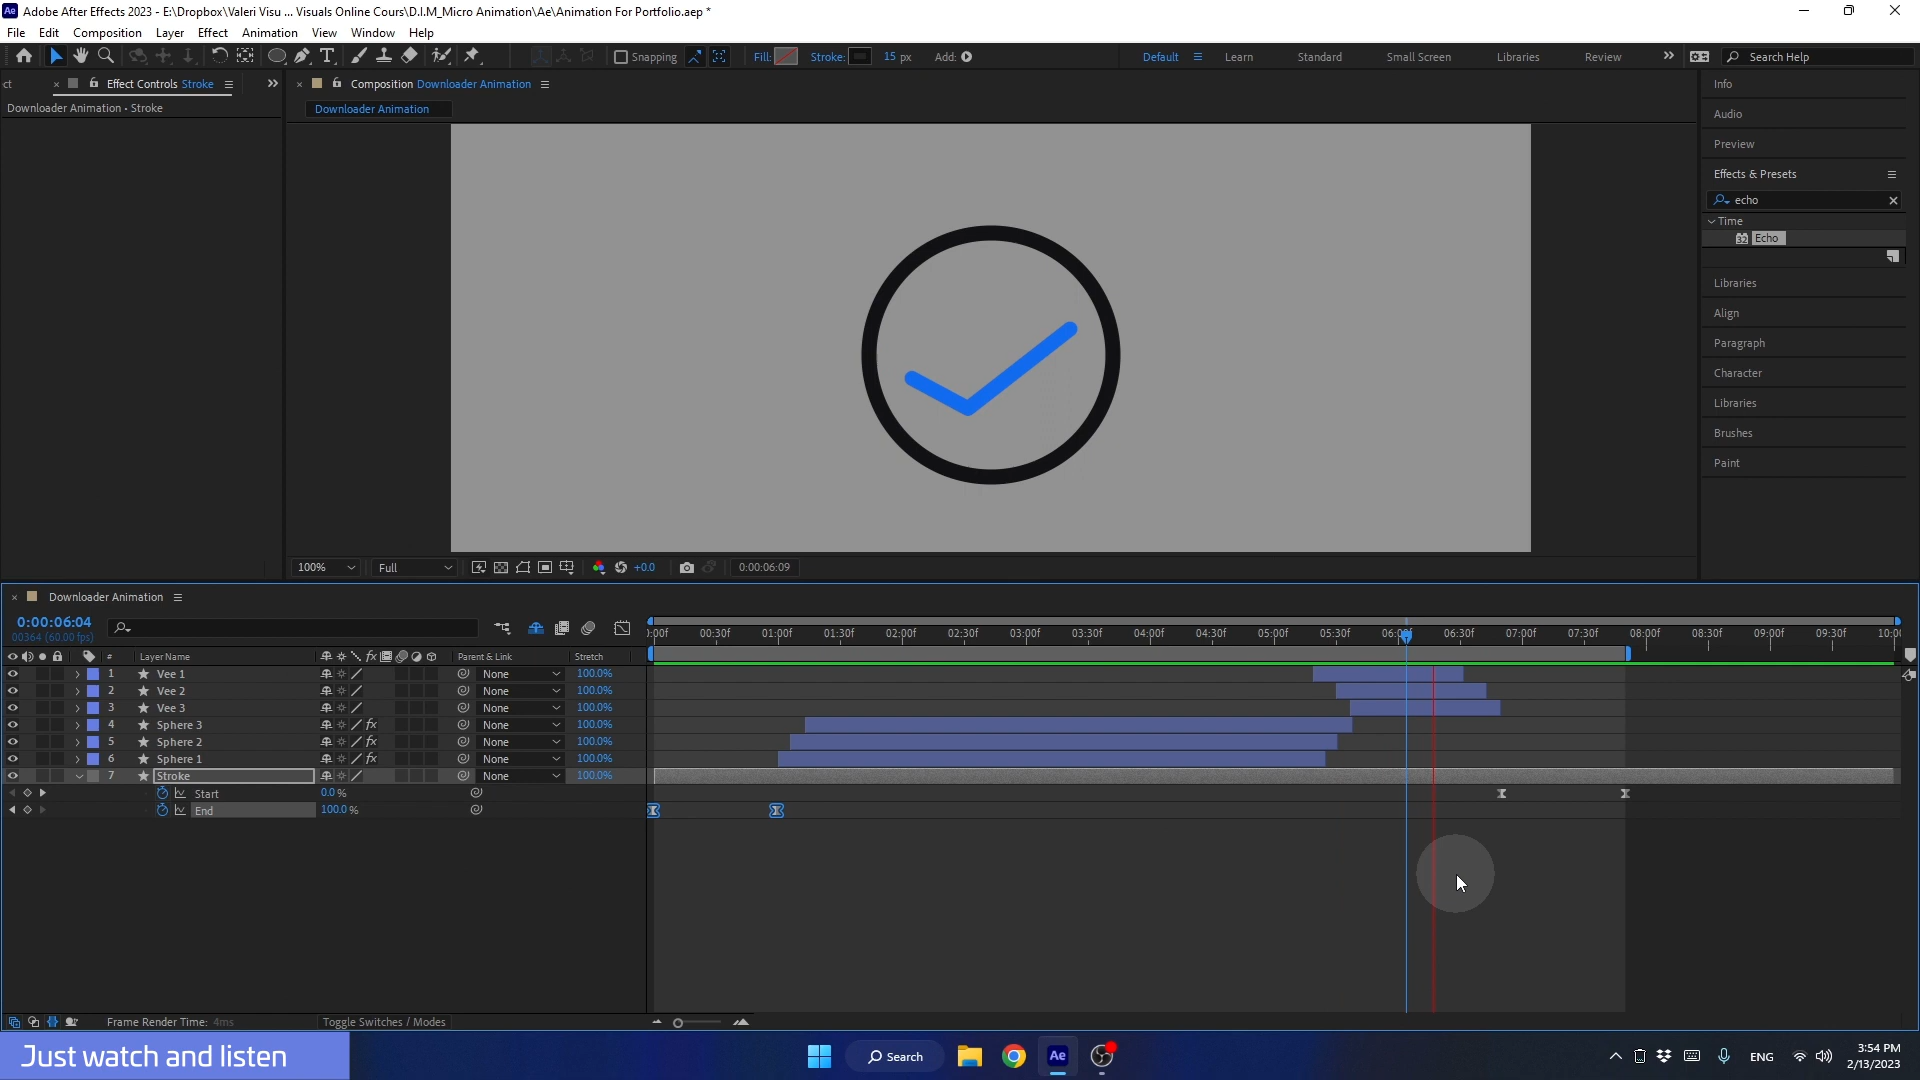 Ae Adobe After Effects 2023 - E:\Dropbox\Valeri Visu ... Visuals Online Cours\D.I.M_Micro Animation\Ae\Animation For Portfolio.aep *
File Edit Composition Layer Effect Animation View Window Help
Snapping Fill: Stroke: 15 px Add: Default Learn Standard Small Screen Libraries Review Search Help
ct Effect Controls Stroke Composition Downloader Animation
Downloader Animation • Stroke
Downloader Animation
Info
Audio
Preview
Effects & Presets
echo
Time
32 Echo
Libraries
Align
Paragraph
Character
Libraries
Brushes
Paint
100% Full +0.0 0:00:06:09
Downloader Animation
0:00:06:04
00364 (60.00 fps)
):00f 00:30f 01:00f 01:30f 02:00f 02:30f 03:00f 03:30f 04:00f 04:30f 05:00f 05:30f 06:00f 06:30f 07:00f 07:30f 08:00f 08:30f 09:00f 09:30f 10:0(
# Layer Name fx Parent & Link Stretch
1 Vee 1 None 100.0%
2 Vee 2 None 100.0%
3 Vee 3 None 100.0%
4 Sphere 3 fx None 100.0%
5 Sphere 2 fx None 100.0%
6 Sphere 1 fx None 100.0%
7 Stroke None 100.0%
Start 0.0 %
End 100.0 %
Frame Render Time: 4ms Toggle Switches / Modes
Just watch and listen
Search Ae ENG 3:54 PM
2/13/2023